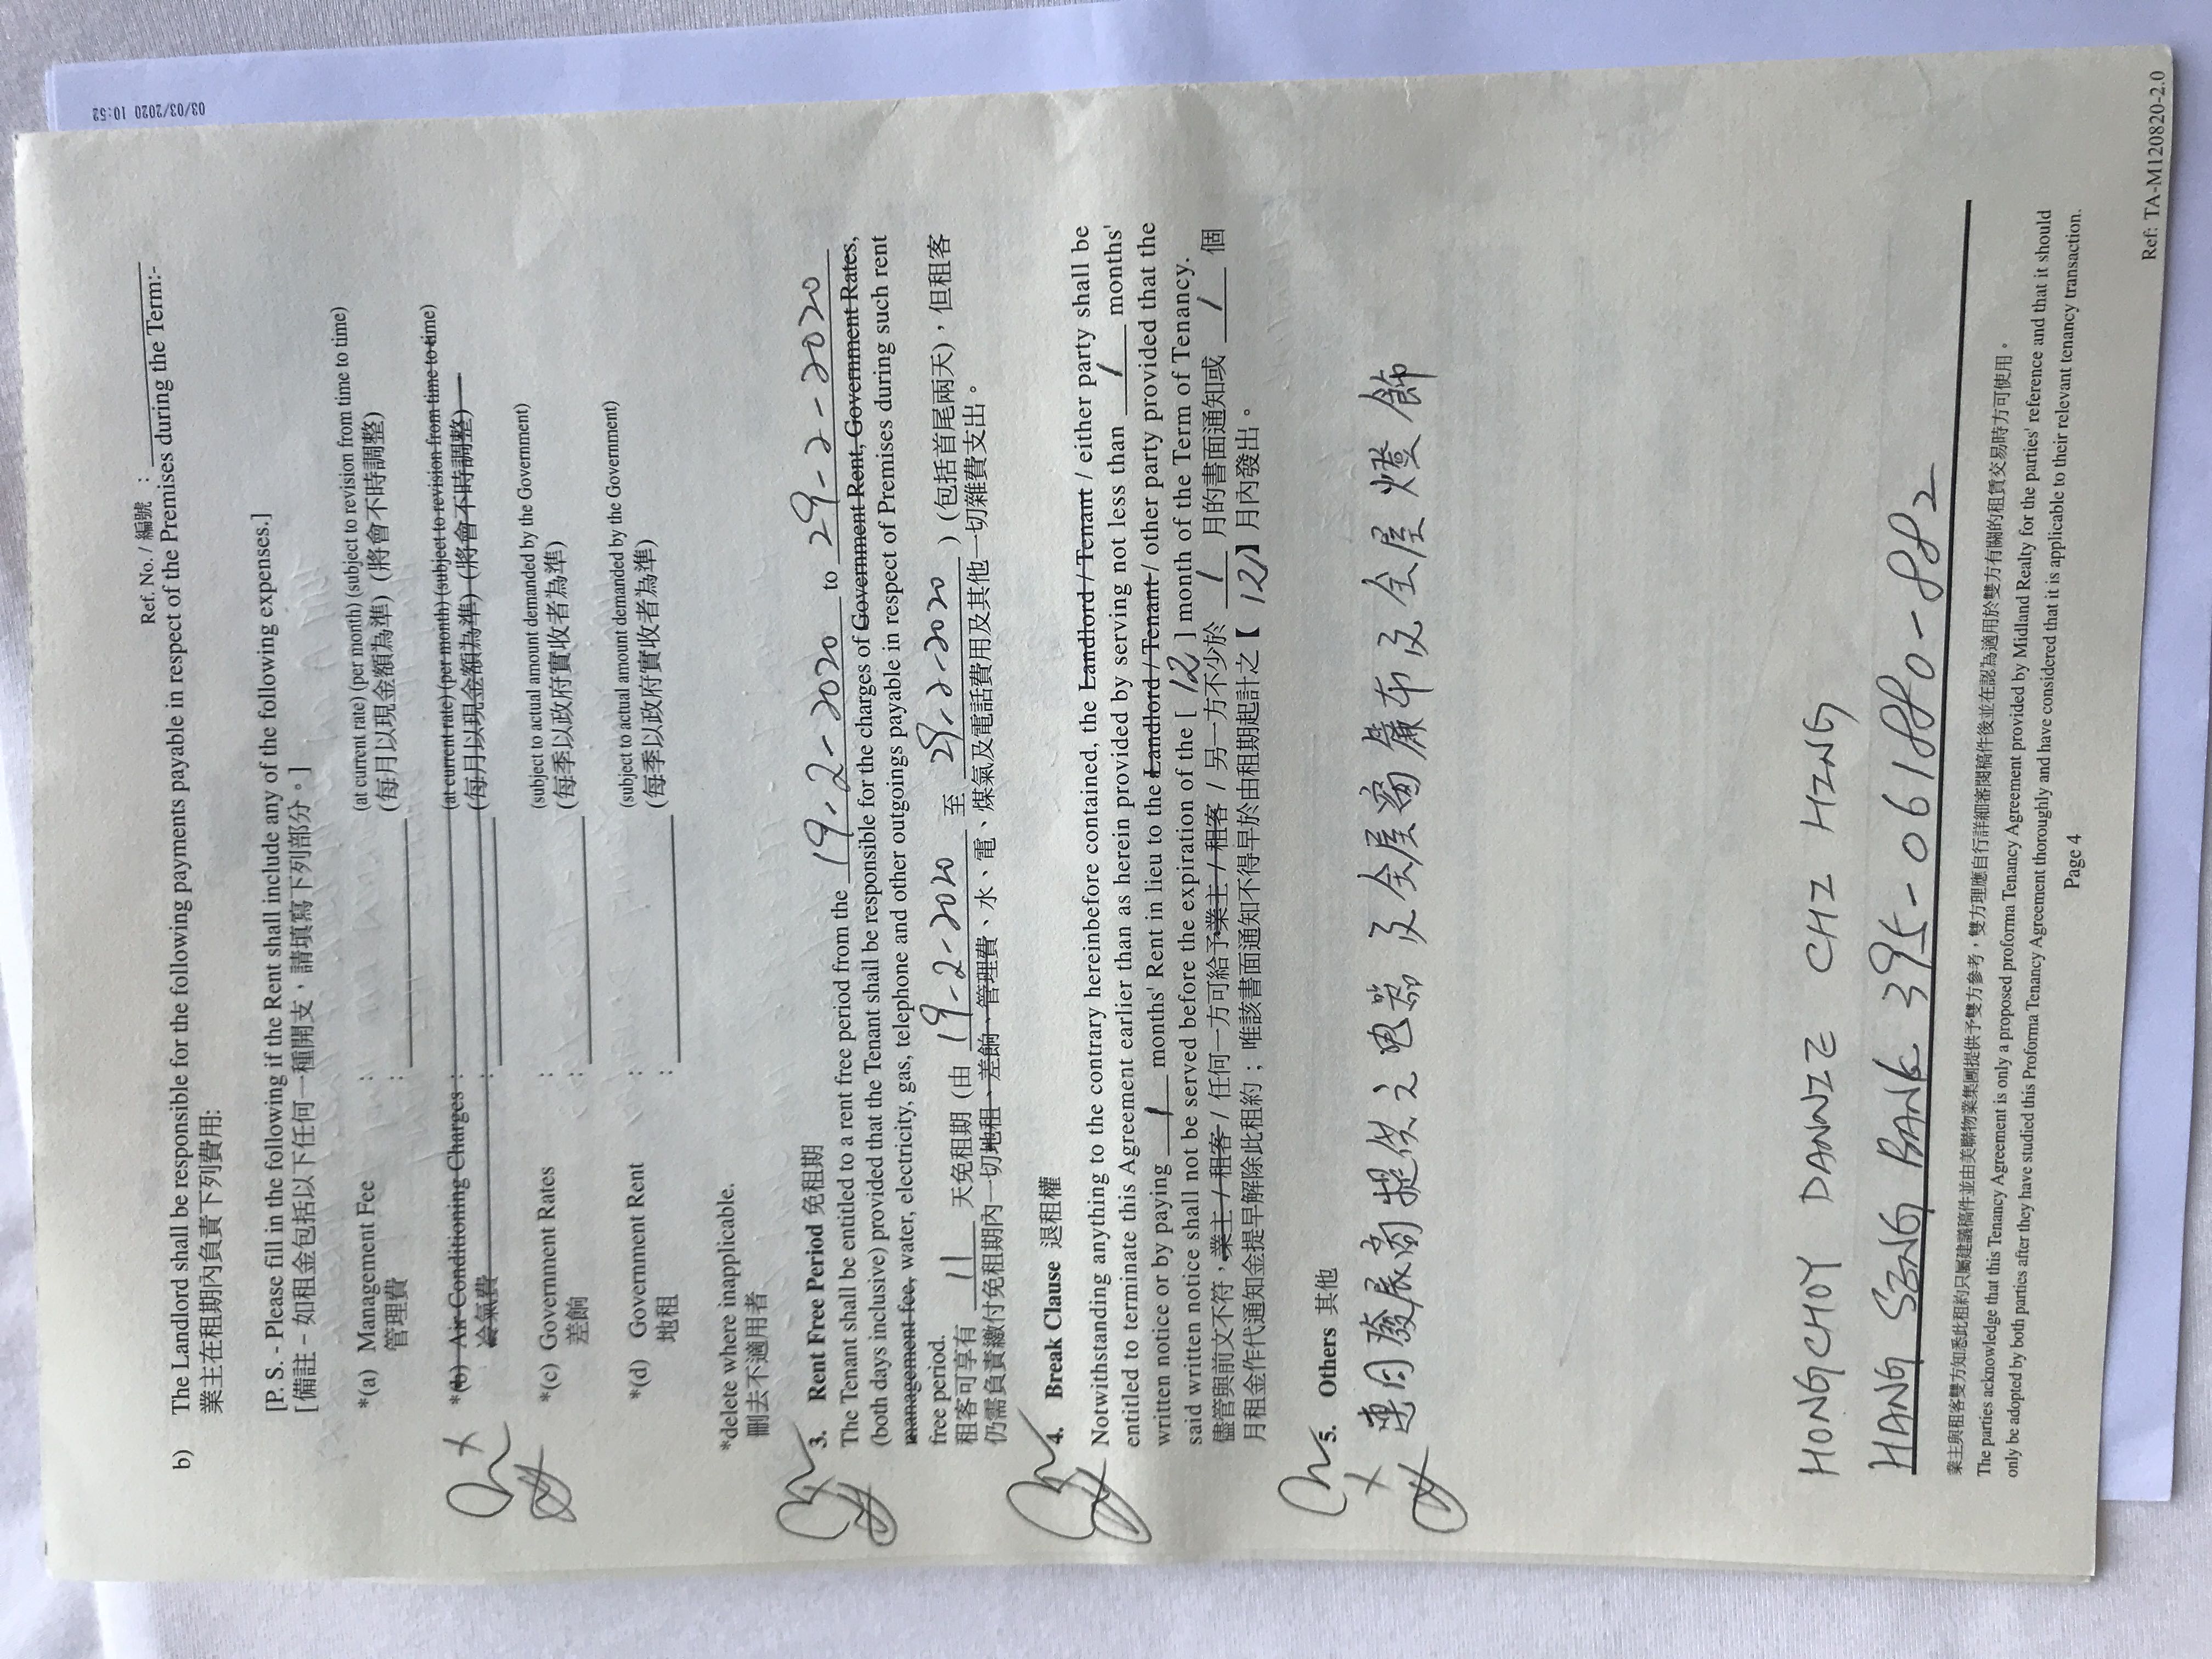 03/03/2020 10:52
Ref. No. / 編號 :
b) The Landlord shall be responsible for the following payments payable in respect of the Premises during the Term:-
業主在租期內負責下列費用:
[P. S. - Please fill in the following if the Rent shall include any of the following expenses.]
[備註 - 如租金包括以下任何一種開支，請填寫下列部分。]
*(a) Management Fee : (at current rate) (per month) (subject to revision from time to time)
管理費 : (每月以現金額為準) (將會不時調整)
*(b) Air-Conditioning Charges : (at current rate) (per month) (subject to revision from time to time)
冷氣費 : (每月以現金額為準) (將會不時調整)
*(c) Government Rates : (subject to actual amount demanded by the Government)
差餉 : (每季以政府實收者為準)
*(d) Government Rent : (subject to actual amount demanded by the Government)
地租 : (每季以政府實收者為準)
*delete where inapplicable.
刪去不適用者
3. Rent Free Period 免租期
The Tenant shall be entitled to a rent free period from the 19-2-2020 to 29-2-2020
(both days inclusive) provided that the Tenant shall be responsible for the charges of Government Rent, Government Rates,
management fee, water, electricity, gas, telephone and other outgoings payable in respect of Premises during such rent
free period.
租客可享有 11 天免租期 (由 19-2-2020 至 29-2-2020 ) (包括首尾兩天)，但租客
仍需負責繳付免租期內一切地租、差餉、管理費、水、電、煤氣及電話費用及其他一切雜費支出。
4. Break Clause 退租權
Notwithstanding anything to the contrary hereinbefore contained, the Landlord / Tenant / either party shall be
entitled to terminate this Agreement earlier than as herein provided by serving not less than 1 months'
written notice or by paying 1 months' Rent in lieu to the Landlord / Tenant / other party provided that the
said written notice shall not be served before the expiration of the [ 12 ] month of the Term of Tenancy.
儘管與前文不符，業主 / 租客 / 任何一方可給予業主 / 租客 / 另一方不少於 1 月的書面通知或 1 個
月租金作代通知金提早解除此租約；唯該書面通知不得早於由租期起計之【 12 】月內發出。
5. Others 其他
連同發展商提供之电器及全屋窗簾布及全屋燈飾
HONGCHOY DANIE CHI HING
HANG SENG BANK 395-061880-882
業主與租客雙方知悉此租約只屬建議稿件並由美聯物業集團提供予雙方參考，雙方理應自行詳細審閱稿件後並在認為適用於雙方有關的租賃交易時方可使用。
The parties acknowledge that this Tenancy Agreement is only a proposed proforma Tenancy Agreement provided by Midland Realty for the parties' reference and that it should
only be adopted by both parties after they have studied this Proforma Tenancy Agreement thoroughly and have considered that it is applicable to their relevant tenancy transaction.
Page 4
Ref: TA-M120820-2.0